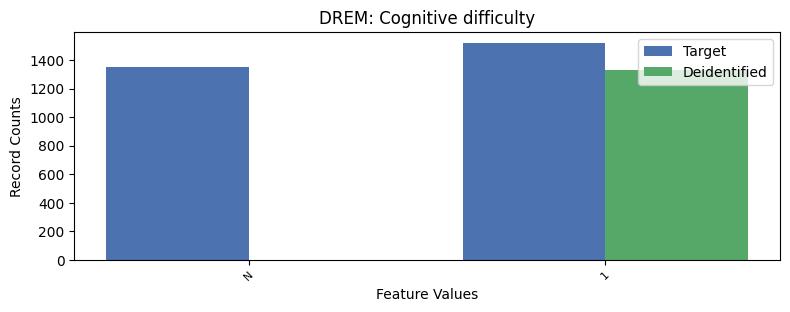 DREM: Cognitive difficulty
Target
Deidentified
Record Counts
1400
1200
1000
800
600
400
200
0
N
1
Feature Values